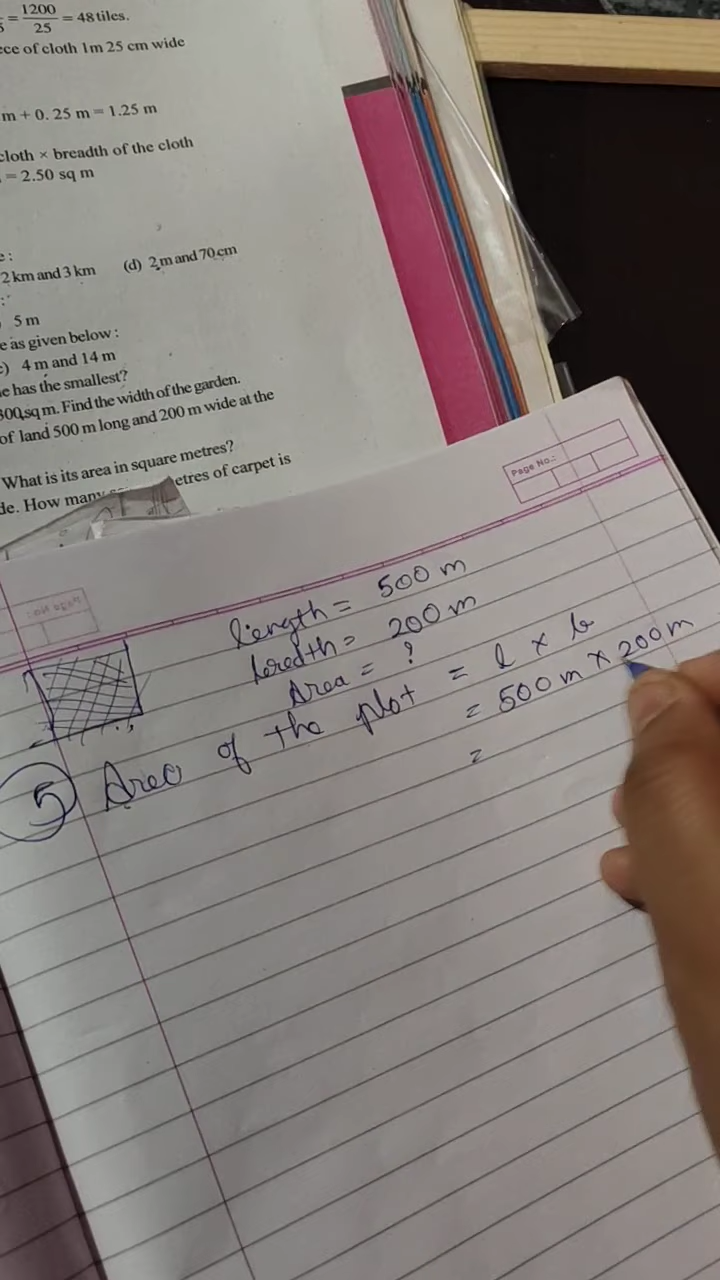 = 1200/25 = 48 tiles.
ece of cloth 1m 25 cm wide
m + 0. 25 m = 1.25 m
cloth × breadth of the cloth
= 2.50 sq m
e :
2 km and 3 km (d) 2 m and 70 cm
:
5 m
e as given below :
c) 4 m and 14 m
e has the smallest?
300 sq m. Find the width of the garden.
of land 500 m long and 200 m wide at the
What is its area in square metres?
de. How many etres of carpet is
Page No.:
Page No.:
length = 500 m
bredth = 200 m
Area = ?
5 Area of the plot = l × b
= 500 m × 200 m
=